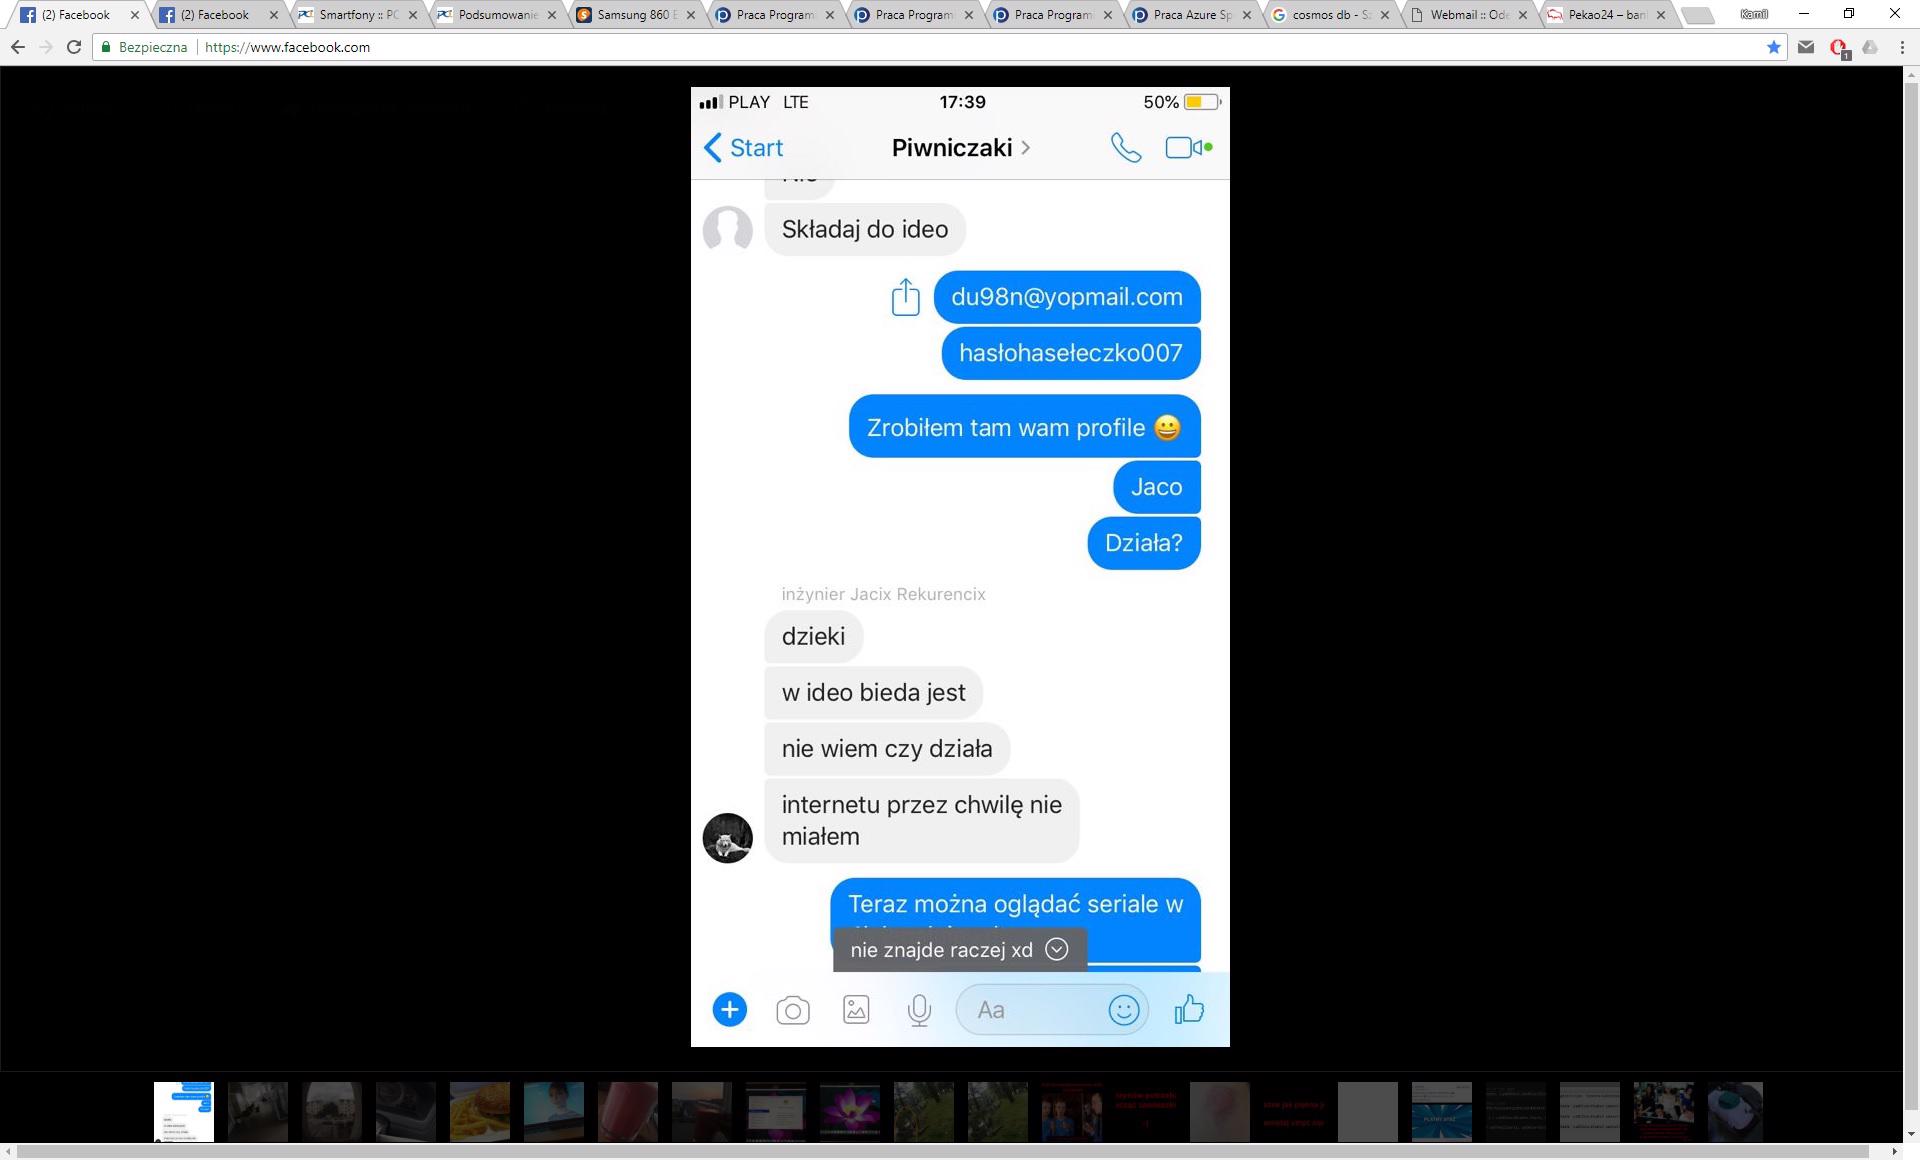 (2) Facebook
(2) Facebook
Smartfony :: PC
Podsumowanie
Samsung 860 E
Praca Program
Praca Program
Praca Program
Praca Azure Sp
cosmos db - Sz
Webmail :: Ode
Pekao24 – ban
Kamil
Bezpieczna
https://www.facebook.com
1
PLAY LTE
17:39
50%
Start
Piwniczaki
Składaj do ideo
du98n@yopmail.com
hasłohasełeczko007
Zrobiłem tam wam profile 😀
Jaco
Działa?
inżynier Jacix Rekurencix
dzieki
w ideo bieda jest
nie wiem czy działa
internetu przez chwilę nie
miałem
Teraz można oglądać seriale w
nie znajde raczej xd
Aa